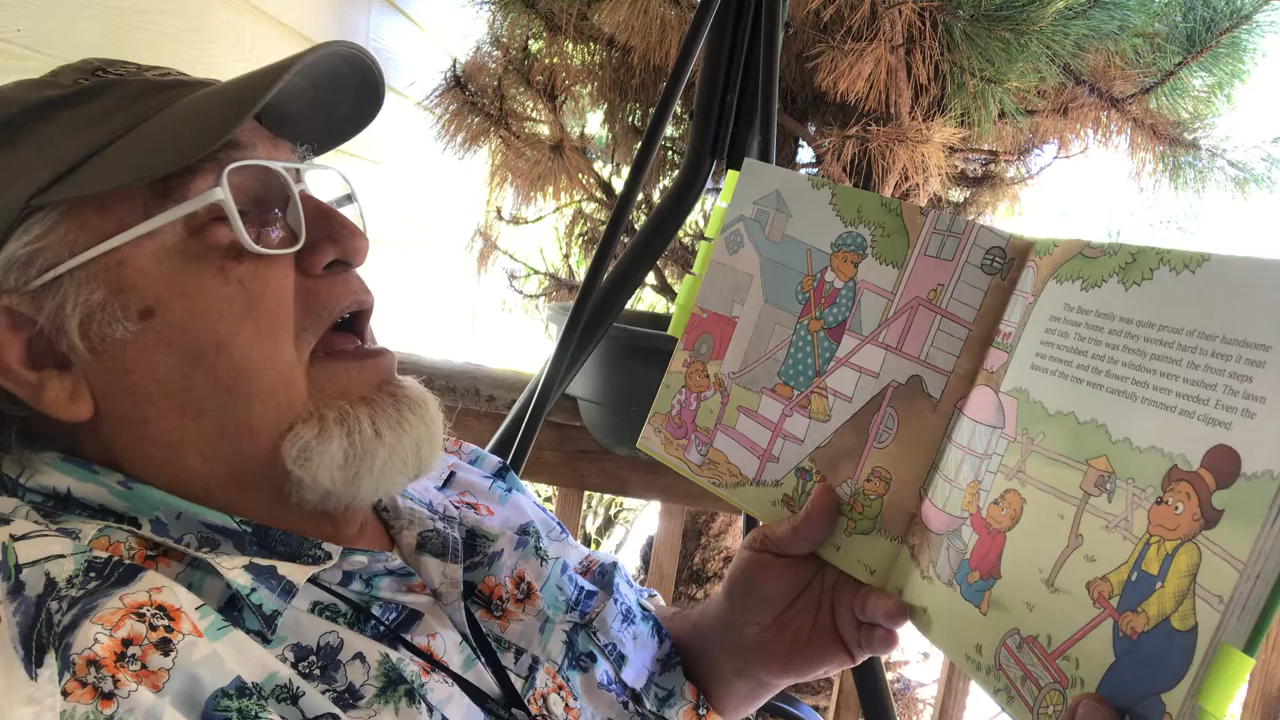 The Bear family was quite proud of their handsome
tree house home, and they worked hard to keep it neat
and tidy. The trim was freshly painted, the front steps
were scrubbed, and the windows were washed. The lawn
was mowed, and the flower beds were weeded. Even the
leaves of the tree were carefully trimmed and clipped.